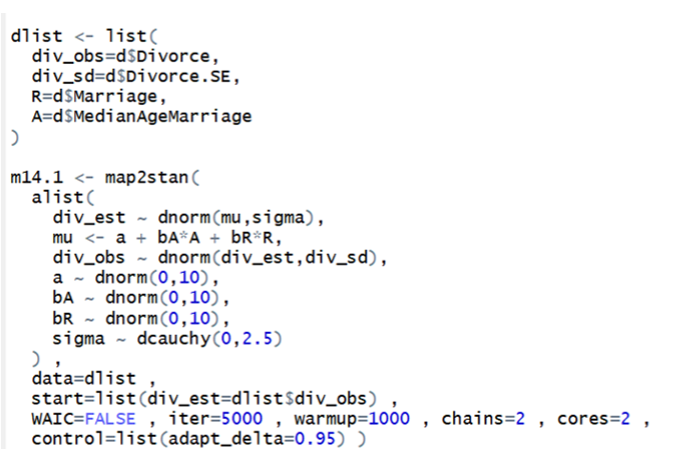 dlist <- list(
div_obs=d$Divorce,
div_sd=d$Divorce.SE,
R=d$Marriage,
A=d$MedianAgeMarriage
)
m14.1 <- map2stan(
alist(
div_est ~ dnorm(mu,sigma),
mu <- a + bA*A + bR*R,
div_obs ~ dnorm(div_est,div_sd),
a ~ dnorm(0,10),
bA ~ dnorm(0,10),
bR ~ dnorm(0,10),
sigma ~ dcauchy(0,2.5)
) ,
data=dlist ,
start=list(div_est=dlist$div_obs) ,
WAIC=FALSE , iter=5000 , warmup=1000 , chains=2 , cores=2 ,
control=list(adapt_delta=0.95) )